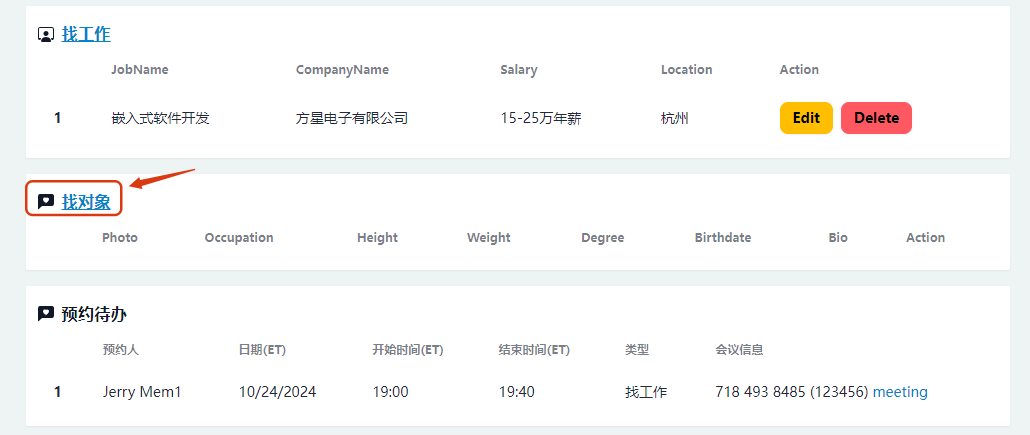 找工作
JobName CompanyName Salary Location Action
1 嵌入式软件开发 方星电子有限公司 15-25万年薪 杭州 Edit Delete
找对象
Photo Occupation Height Weight Degree Birthdate Bio Action
预约待办
预约人 日期(ET) 开始时间(ET) 结束时间(ET) 类型 会议信息
1 Jerry Mem1 10/24/2024 19:00 19:40 找工作 718 493 8485 (123456) meeting